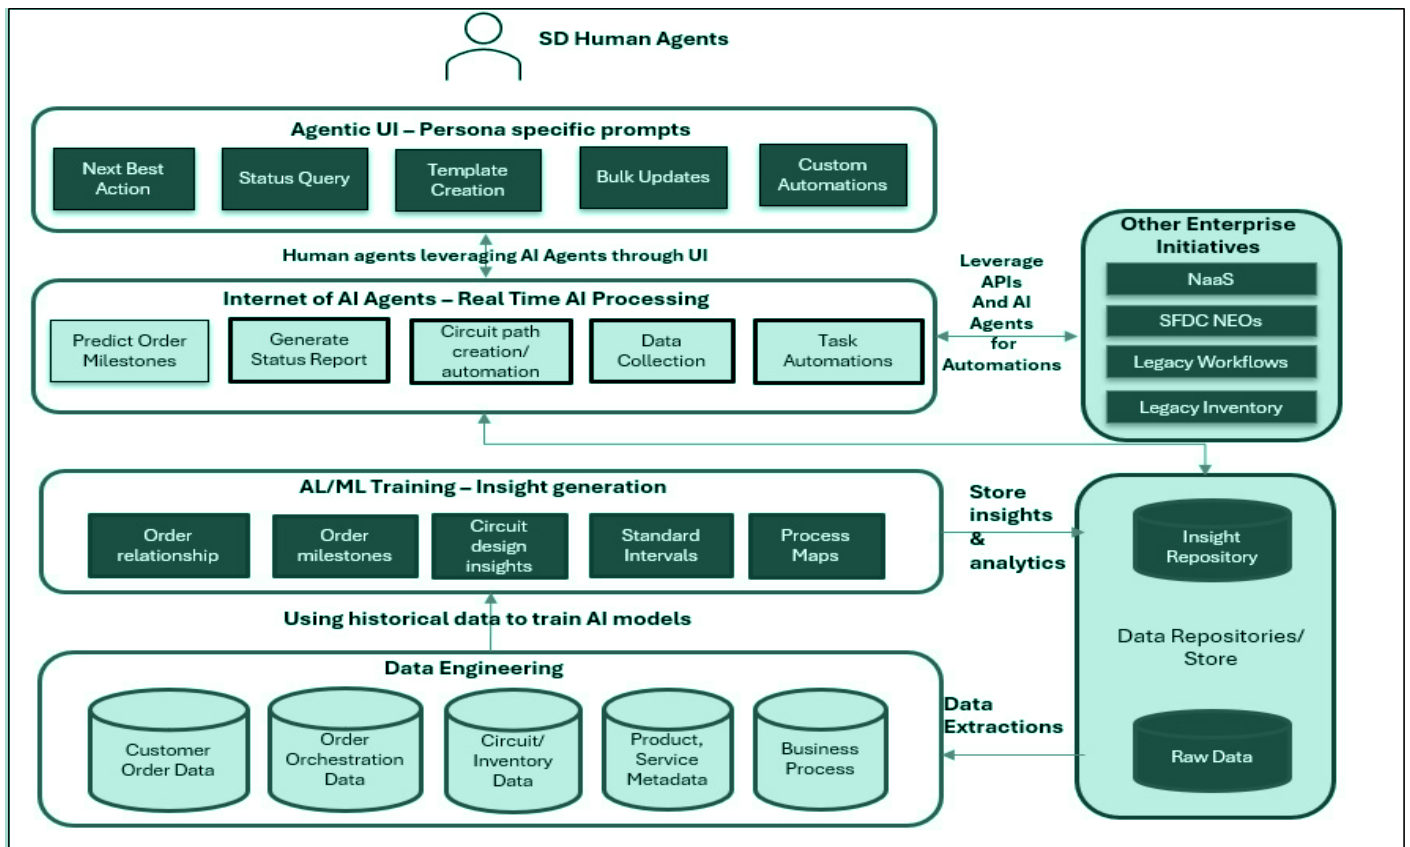 SD Human Agents
Agentic UI – Persona specific prompts
Next Best
Action
Status Query
Template
Creation
Bulk Updates
Custom
Automations
Human agents leveraging AI Agents through UI
Internet of AI Agents – Real Time AI Processing
Predict Order
Milestones
Generate
Status Report
Circuit path
creation/
automation
Data
Collection
Task
Automations
Leverage
APIs
And AI
Agents
for
Automations
Other Enterprise
Initiatives
NaaS
SFDC NEOs
Legacy Workflows
Legacy Inventory
AL/ML Training – Insight generation
Order
relationship
Order
milestones
Circuit
design
insights
Standard
Intervals
Process
Maps
Store
insights
&
analytics
Insight
Repository
Data Repositories/
Store
Raw Data
Using historical data to train AI models
Data Engineering
Customer
Order Data
Order
Orchestration
Data
Circuit/
Inventory
Data
Product,
Service
Metadata
Business
Process
Data
Extractions